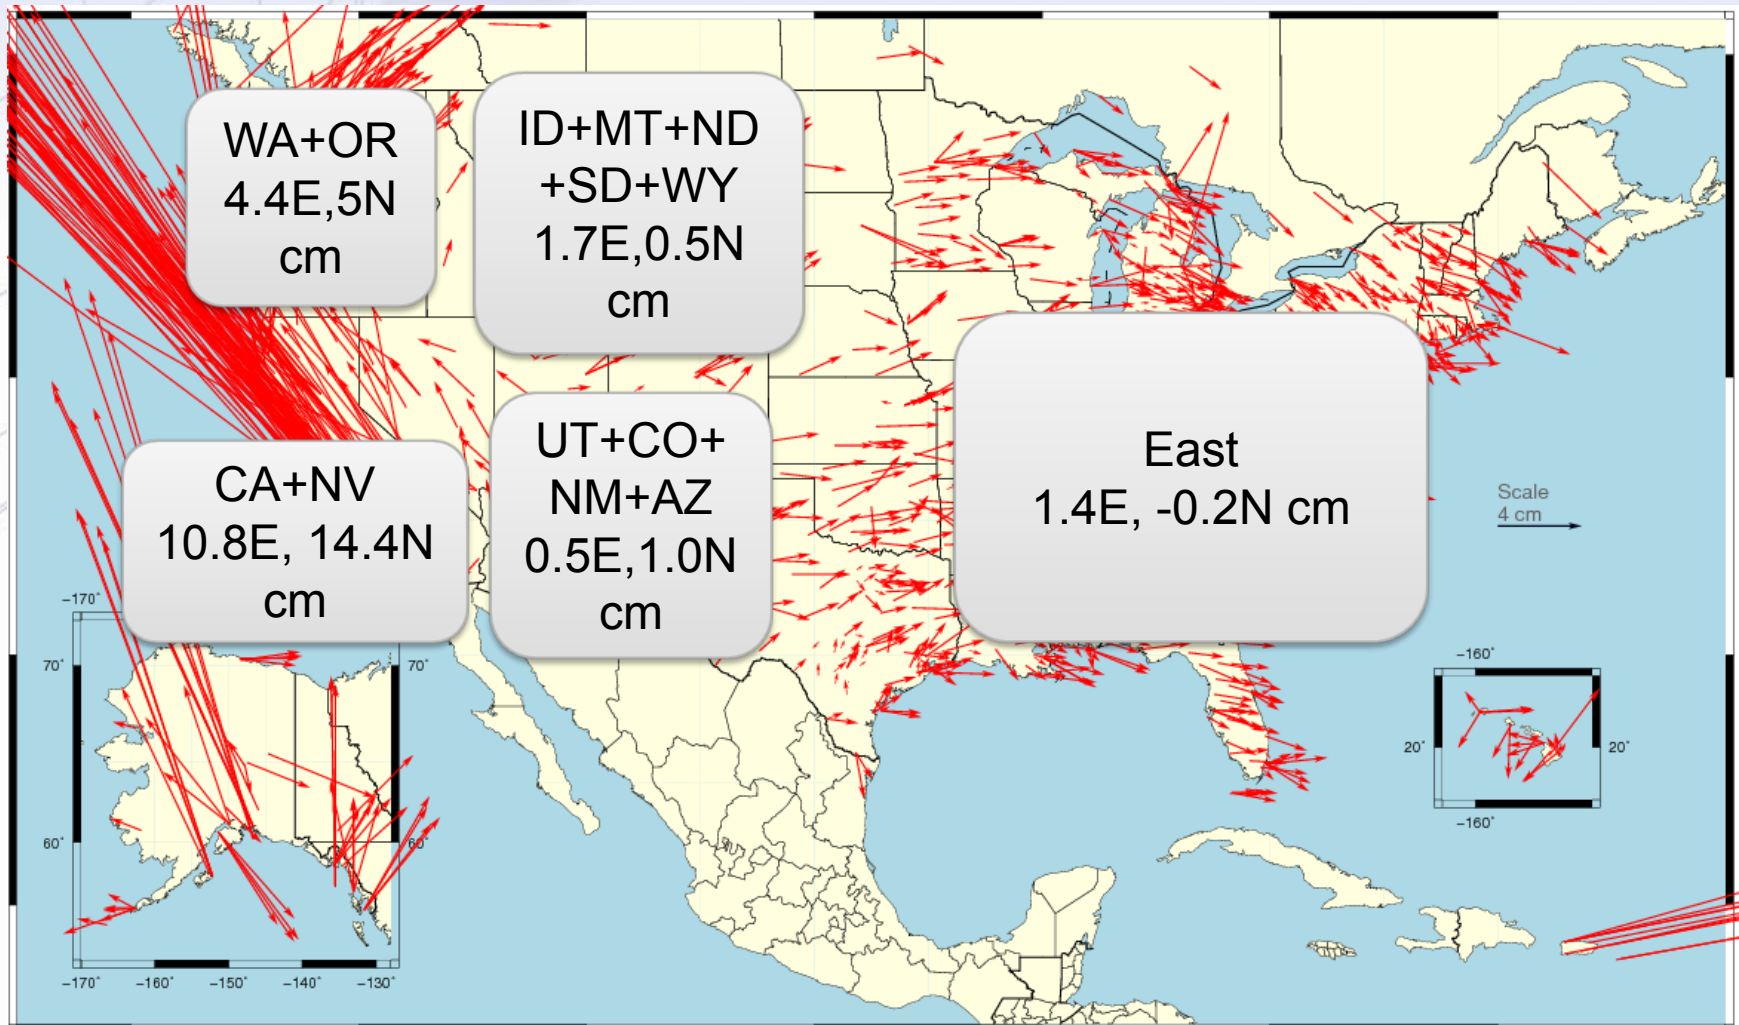 WA+OR
4.4E,5N
cm
ID+MT+ND
+SD+WY
1.7E,0.5N
cm
CA+NV
10.8E, 14.4N
cm
UT+CO+
NM+AZ
0.5E,1.0N
cm
East
1.4E, -0.2N cm
Scale
4 cm
-170°
70°
70°
60°
60°
-170°
-160°
-150°
-140°
-130°
-160°
20°
20°
-160°